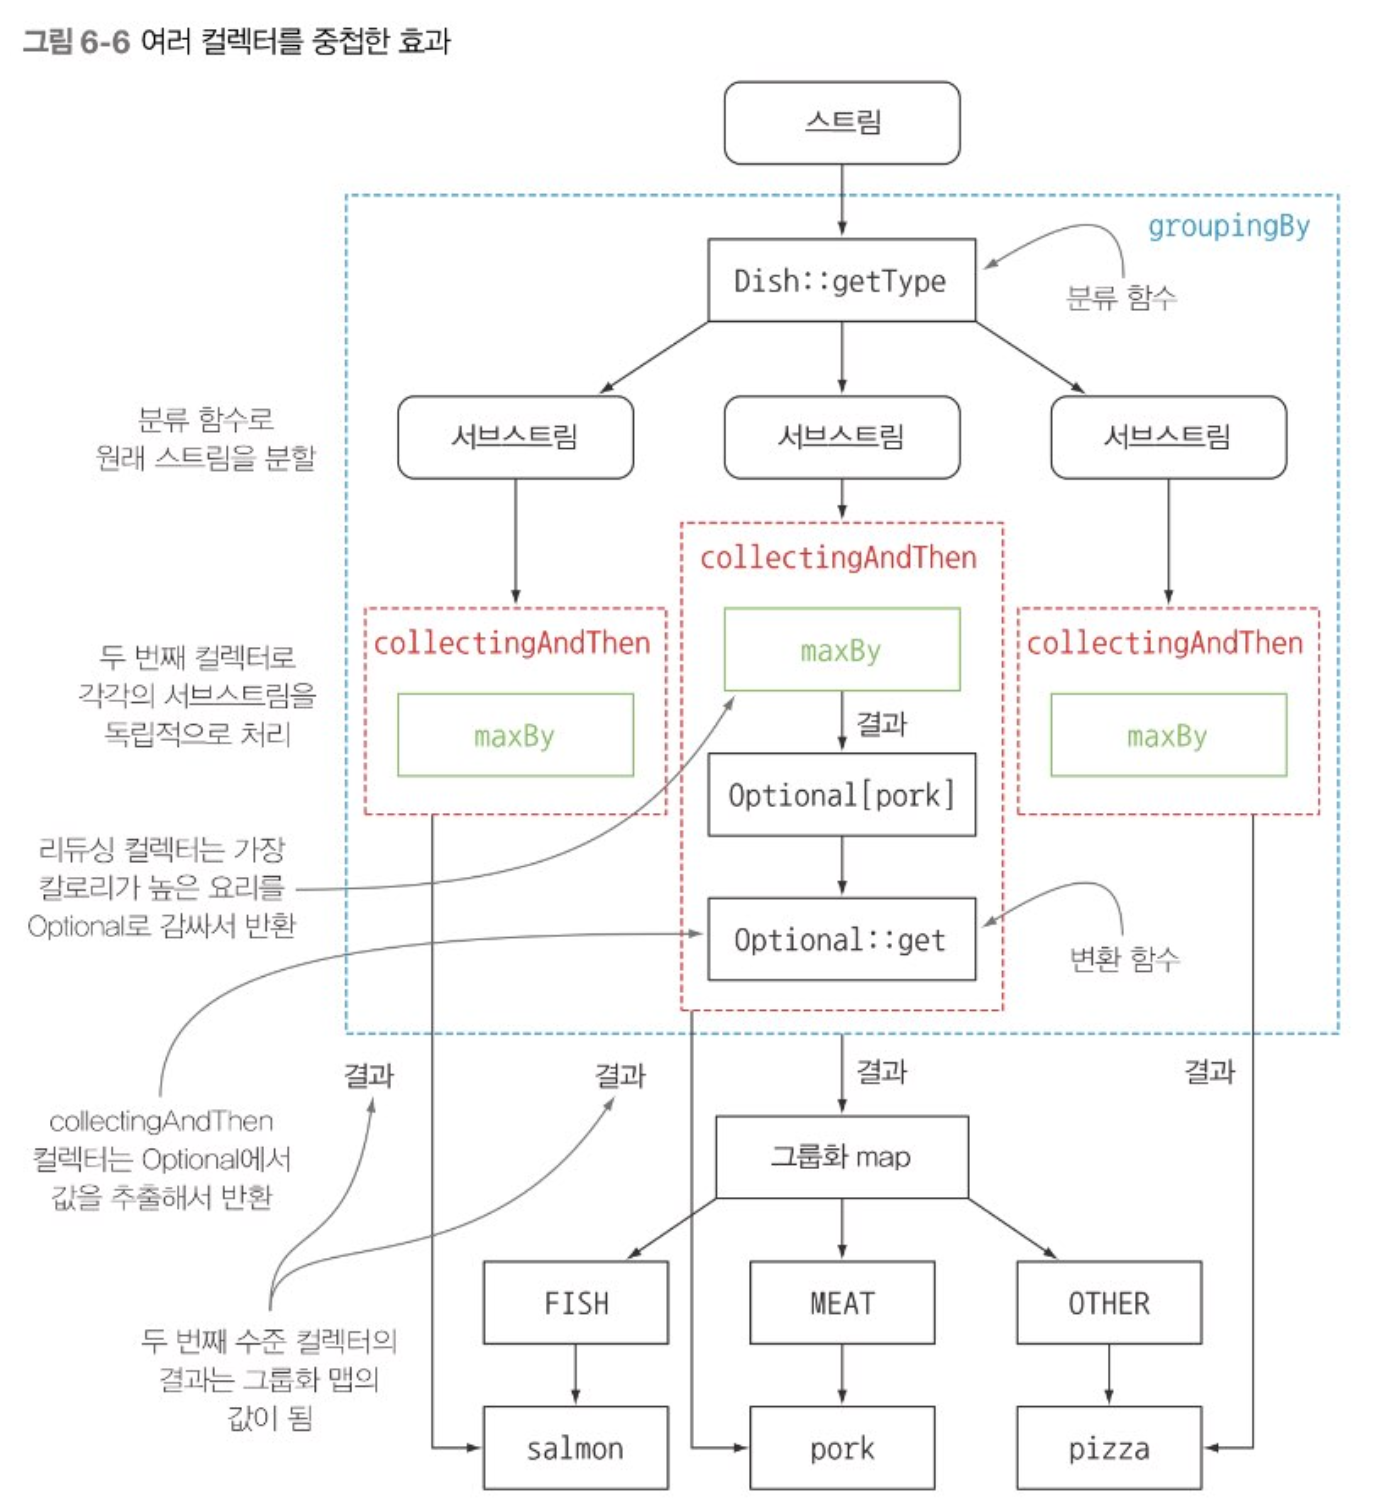 그림 6-6 여러 컬렉터를 중첩한 효과
스트림
groupingBy
Dish::getType
분류 함수
분류 함수로
원래 스트림을 분할
서브스트림
서브스트림
서브스트림
두 번째 컬렉터로
각각의 서브스트림을
독립적으로 처리
collectingAndThen
maxBy
collectingAndThen
maxBy
결과
Optional[pork]
Optional::get
collectingAndThen
maxBy
리듀싱 컬렉터는 가장
칼로리가 높은 요리를
Optional로 감싸서 반환
변환 함수
결과
결과
결과
결과
collectingAndThen
컬렉터는 Optional에서
값을 추출해서 반환
그룹화 map
FISH
MEAT
OTHER
두 번째 수준 컬렉터의
결과는 그룹화 맵의
값이 됨
salmon
pork
pizza